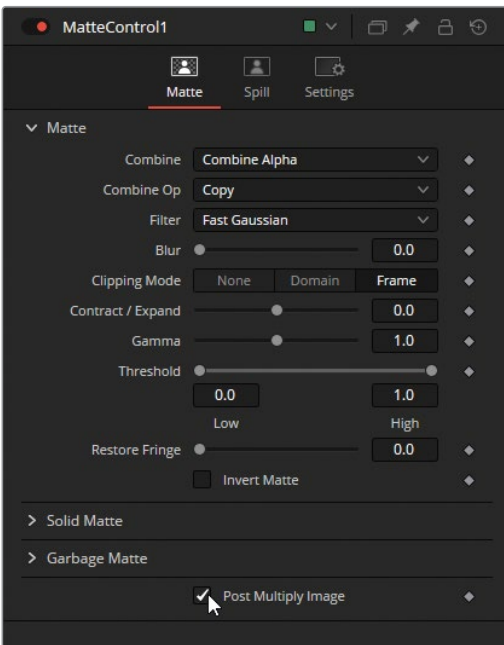 MatteControl1
Matte Spill Settings
Matte
Combine Combine Alpha
Combine Op Copy
Filter Fast Gaussian
Blur 0.0
Clipping Mode None Domain Frame
Contract / Expand 0.0
Gamma 1.0
Threshold
0.0 1.0
Low High
Restore Fringe 0.0
Invert Matte
Solid Matte
Garbage Matte
Post Multiply Image